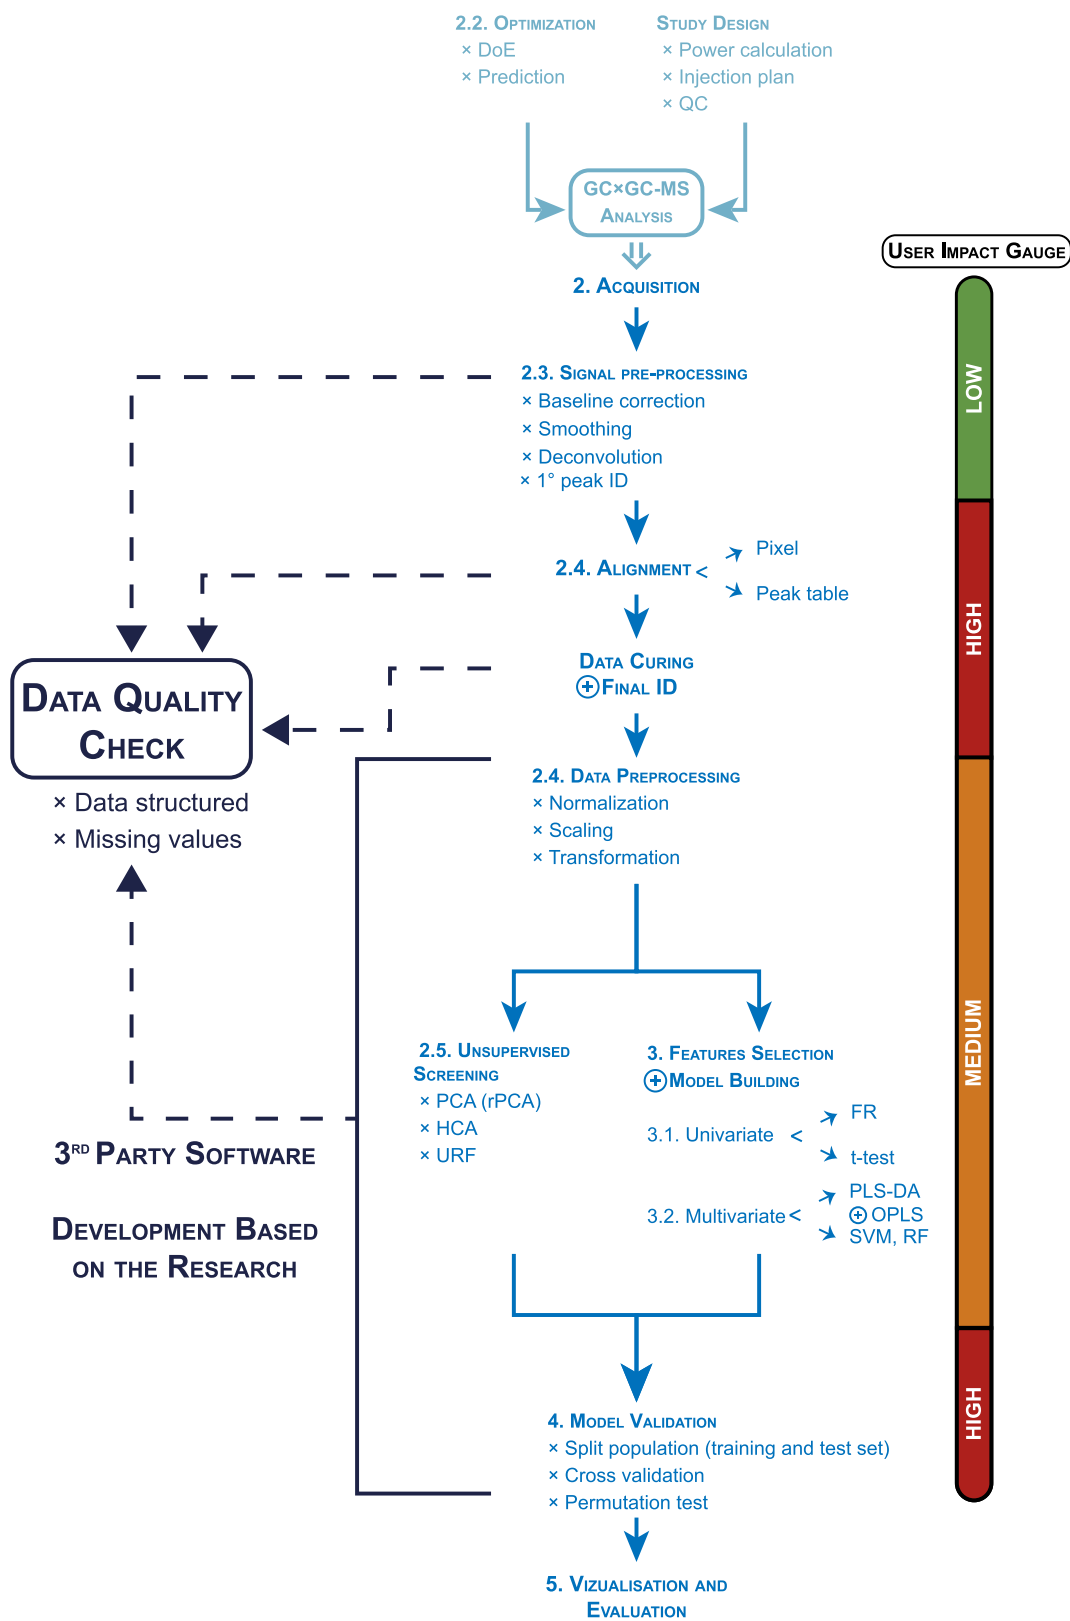 2.2. Optimization
× DoE
× Prediction
Study Design
× Power calculation
× Injection plan
× QC
GC×GC-MS
Analysis
2. Acquisition
User Impact Gauge
LOW
HIGH
MEDIUM
HIGH
2.3. Signal pre-processing
× Baseline correction
× Smoothing
× Deconvolution
× 1° peak ID
2.4. Alignment <
Pixel
Peak table
Data Curing
⊕ Final ID
Data Quality
Check
× Data structured
× Missing values
2.4. Data Preprocessing
× Normalization
× Scaling
× Transformation
2.5. Unsupervised
Screening
× PCA (rPCA)
× HCA
× URF
3. Features Selection
⊕ Model Building
3.1. Univariate <
FR
t-test
3.2. Multivariate <
PLS-DA
⊕ OPLS
SVM, RF
3rd Party Software
Development Based
on the Research
4. Model Validation
× Split population (training and test set)
× Cross validation
× Permutation test
5. Vizualisation and
Evaluation